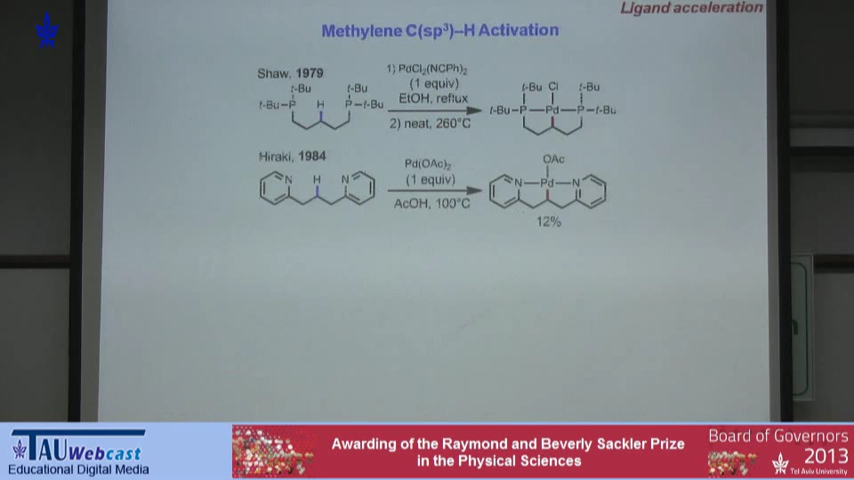 Ligand acceleration
Methylene C(sp³)–H Activation
Shaw, 1979
t-Bu
t-Bu
t-Bu–P
H
P–t-Bu
1) PdCl₂(NCPh)₂
(1 equiv)
EtOH, reflux
2) neat, 260°C
t-Bu Cl t-Bu
t-Bu–P–Pd–P–t-Bu
Hiraki, 1984
N
H
N
Pd(OAc)₂
(1 equiv)
AcOH, 100°C
OAc
N–Pd–N
12%
TAU Webcast
Educational Digital Media
Awarding of the Raymond and Beverly Sackler Prize
in the Physical Sciences
Board of Governors
2013
Tel Aviv University